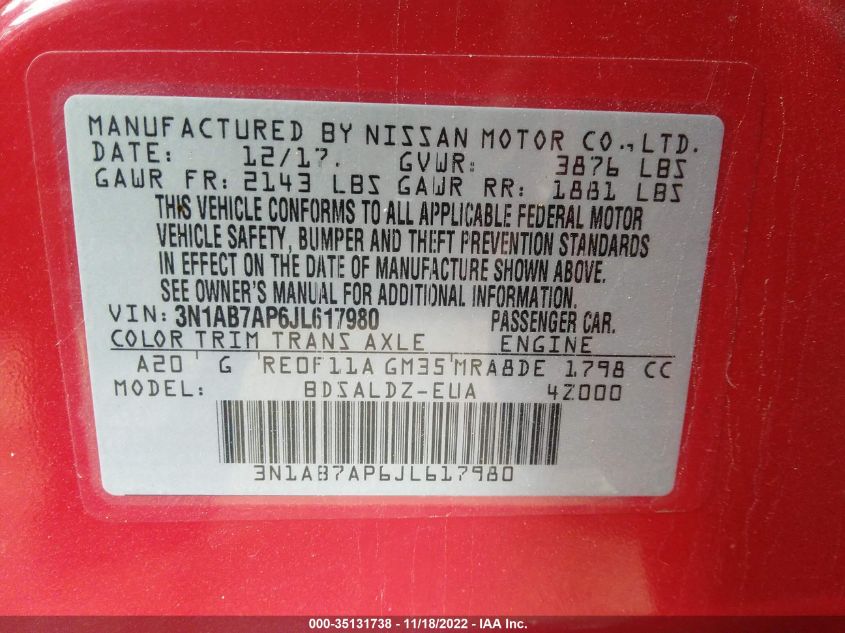 MANUFACTURED BY NISSAN MOTOR CO., LTD.
DATE: 12/17. GVWR: 3876 LBS
GAWR FR: 2143 LBS GAWR RR: 1881 LBS
THIS VEHICLE CONFORMS TO ALL APPLICABLE FEDERAL MOTOR
VEHICLE SAFETY, BUMPER AND THEFT PREVENTION STANDARDS
IN EFFECT ON THE DATE OF MANUFACTURE SHOWN ABOVE.
SEE OWNER'S MANUAL FOR ADDITIONAL INFORMATION.
VIN: 3N1AB7AP6JL617980 PASSENGER CAR.
COLOR TRIM TRANS AXLE ENGINE
A20 G RE0F11A GM35 MRA8DE 1798 CC
MODEL: BDSALDZ-EUA 4Z000
3N1AB7AP6JL617980
000-35131738 - 11/18/2022 - IAA Inc.